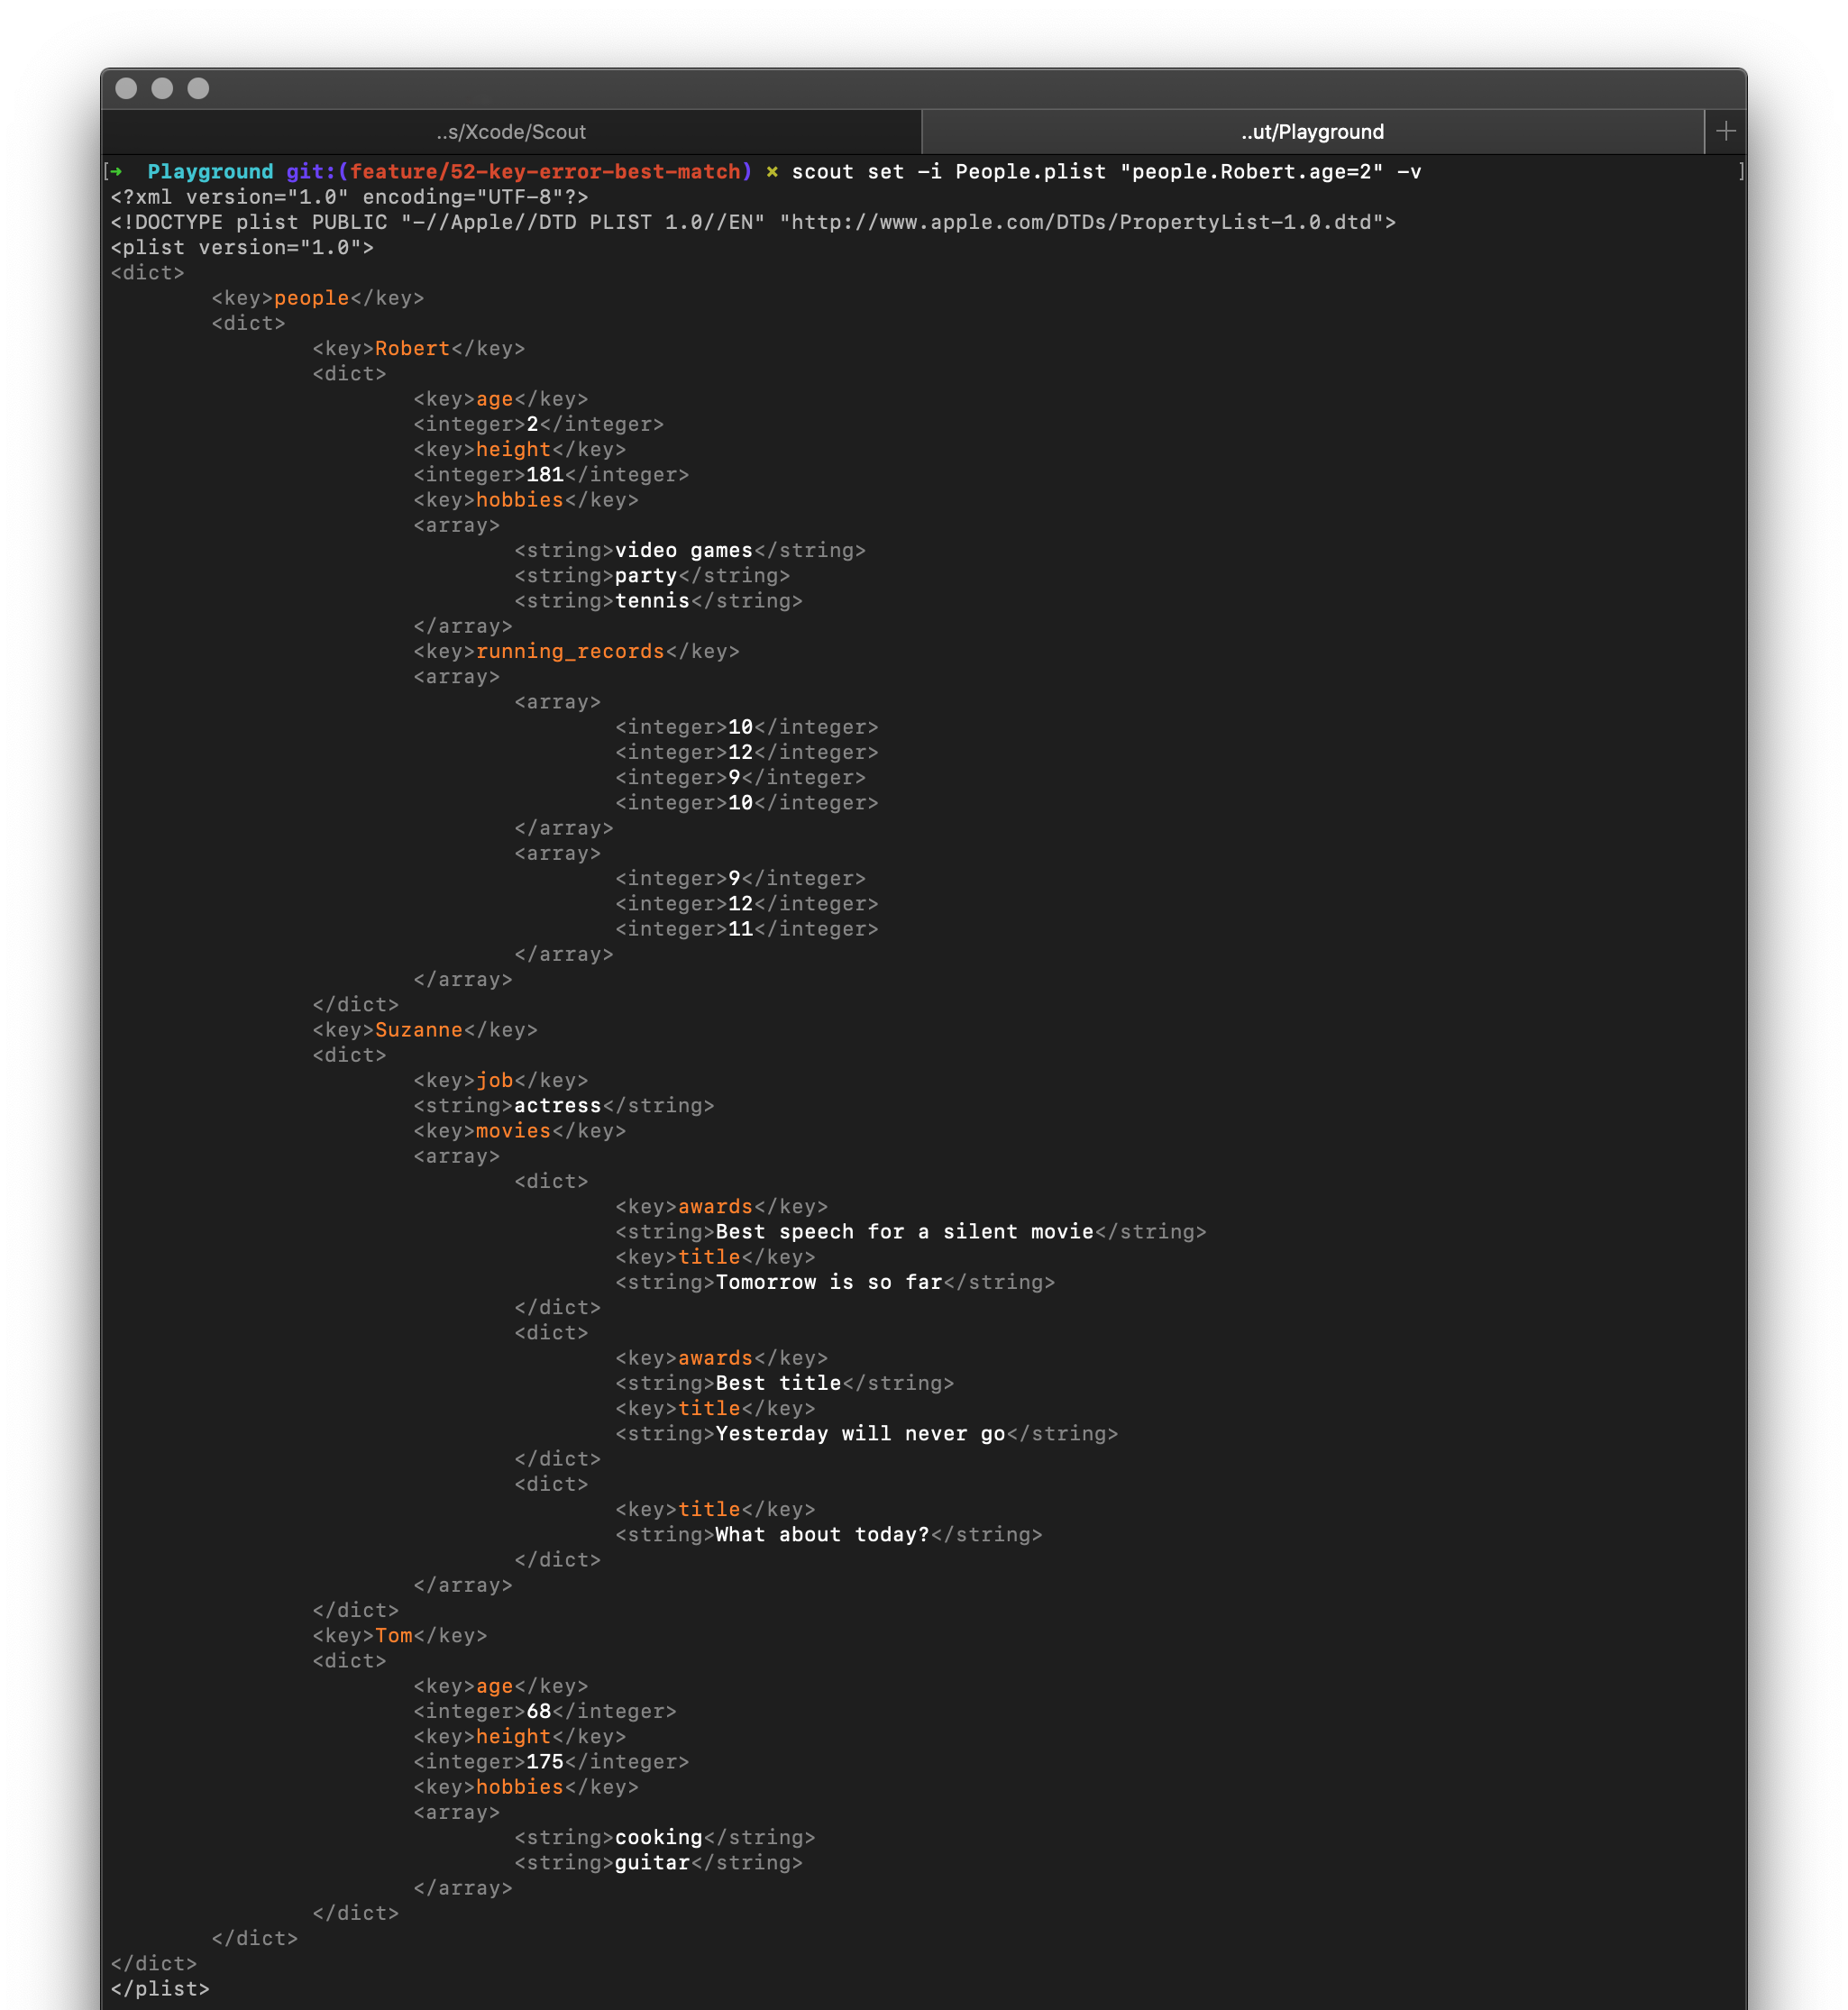 ..s/Xcode/Scout
..ut/Playground
[➜  Playground git:(feature/52-key-error-best-match) ✗ scout set -i People.plist "people.Robert.age=2" -v ]
<?xml version="1.0" encoding="UTF-8"?>
<!DOCTYPE plist PUBLIC "-//Apple//DTD PLIST 1.0//EN" "http://www.apple.com/DTDs/PropertyList-1.0.dtd">
<plist version="1.0">
<dict>
        <key>people</key>
        <dict>
                <key>Robert</key>
                <dict>
                        <key>age</key>
                        <integer>2</integer>
                        <key>height</key>
                        <integer>181</integer>
                        <key>hobbies</key>
                        <array>
                                <string>video games</string>
                                <string>party</string>
                                <string>tennis</string>
                        </array>
                        <key>running_records</key>
                        <array>
                                <array>
                                        <integer>10</integer>
                                        <integer>12</integer>
                                        <integer>9</integer>
                                        <integer>10</integer>
                                </array>
                                <array>
                                        <integer>9</integer>
                                        <integer>12</integer>
                                        <integer>11</integer>
                                </array>
                        </array>
                </dict>
                <key>Suzanne</key>
                <dict>
                        <key>job</key>
                        <string>actress</string>
                        <key>movies</key>
                        <array>
                                <dict>
                                        <key>awards</key>
                                        <string>Best speech for a silent movie</string>
                                        <key>title</key>
                                        <string>Tomorrow is so far</string>
                                </dict>
                                <dict>
                                        <key>awards</key>
                                        <string>Best title</string>
                                        <key>title</key>
                                        <string>Yesterday will never go</string>
                                </dict>
                                <dict>
                                        <key>title</key>
                                        <string>What about today?</string>
                                </dict>
                        </array>
                </dict>
                <key>Tom</key>
                <dict>
                        <key>age</key>
                        <integer>68</integer>
                        <key>height</key>
                        <integer>175</integer>
                        <key>hobbies</key>
                        <array>
                                <string>cooking</string>
                                <string>guitar</string>
                        </array>
                </dict>
        </dict>
</dict>
</plist>